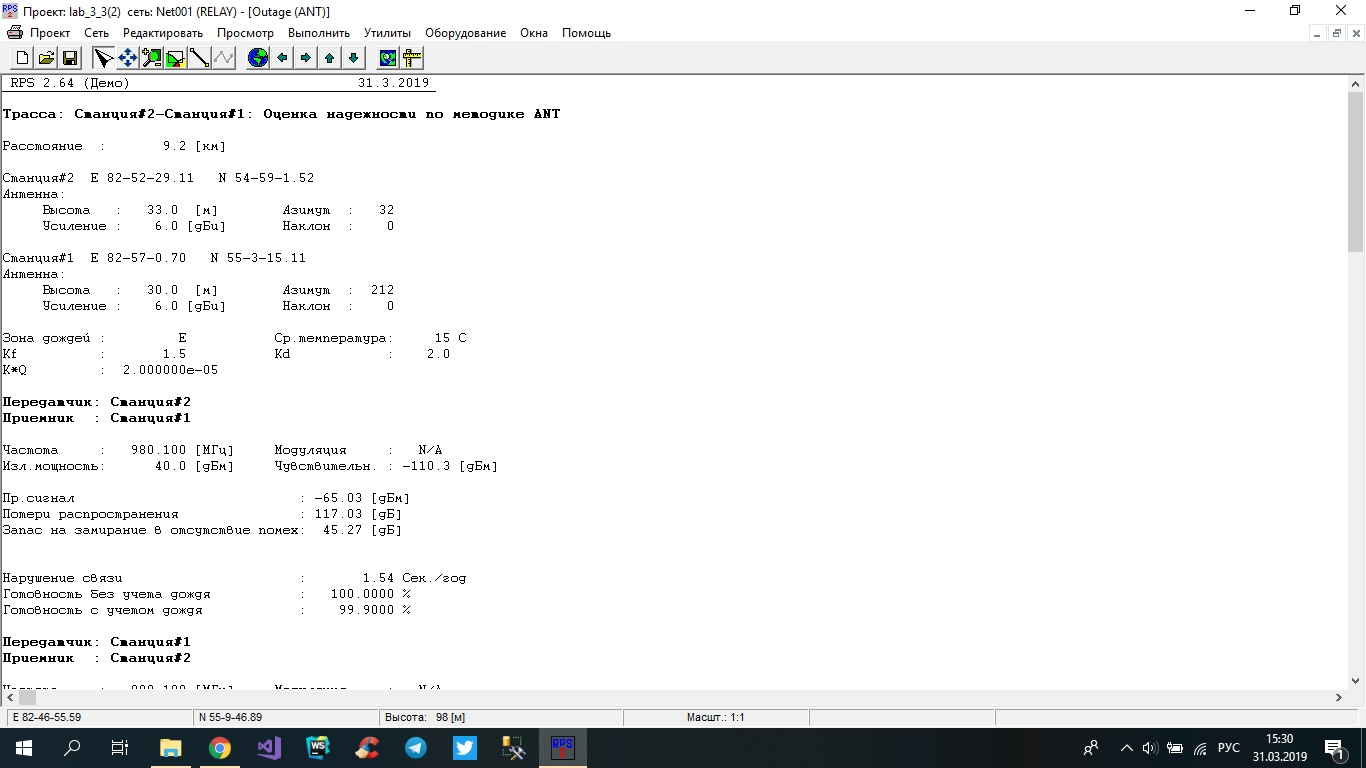 Проект: lab_3_3(2) сеть: Net001 (RELAY) - [Outage (ANT)]
Проект Сеть Редактировать Просмотр Выполнить Утилиты Оборудование Окна Помощь
RPS 2.64 (Демо) 31.3.2019
Трасса: Станция#2-Станция#1: Оценка надежности по методике ANT
Расстояние : 9.2 [км]
Станция#2 E 82-52-29.11 N 54-59-1.52
Антенна:
Высота : 33.0 [м] Азимут : 32
Усиление : 6.0 [дБи] Наклон : 0
Станция#1 E 82-57-0.70 N 55-3-15.11
Антенна:
Высота : 30.0 [м] Азимут : 212
Усиление : 6.0 [дБи] Наклон : 0
Зона дождей : E Ср.температура: 15 C
Kf : 1.5 Kd : 2.0
K*Q : 2.000000e-05
Передатчик: Станция#2
Приемник : Станция#1
Частота : 980.100 [МГц] Модуляция : N/A
Изл.мощность: 40.0 [дБм] Чувствительн. : -110.3 [дБм]
Пр.сигнал : -65.03 [дБм]
Потери распространения : 117.03 [дБ]
Запас на замирание в отсутствие помех: 45.27 [дБ]
Нарушение связи : 1.54 Сек./год
Готовность без учета дождя : 100.0000 %
Готовность с учетом дождя : 99.9000 %
Передатчик: Станция#1
Приемник : Станция#2
E 82-46-55.59 N 55-9-46.89 Высота: 98 [м] Масшт.: 1:1
РУС
15:30
31.03.2019
1